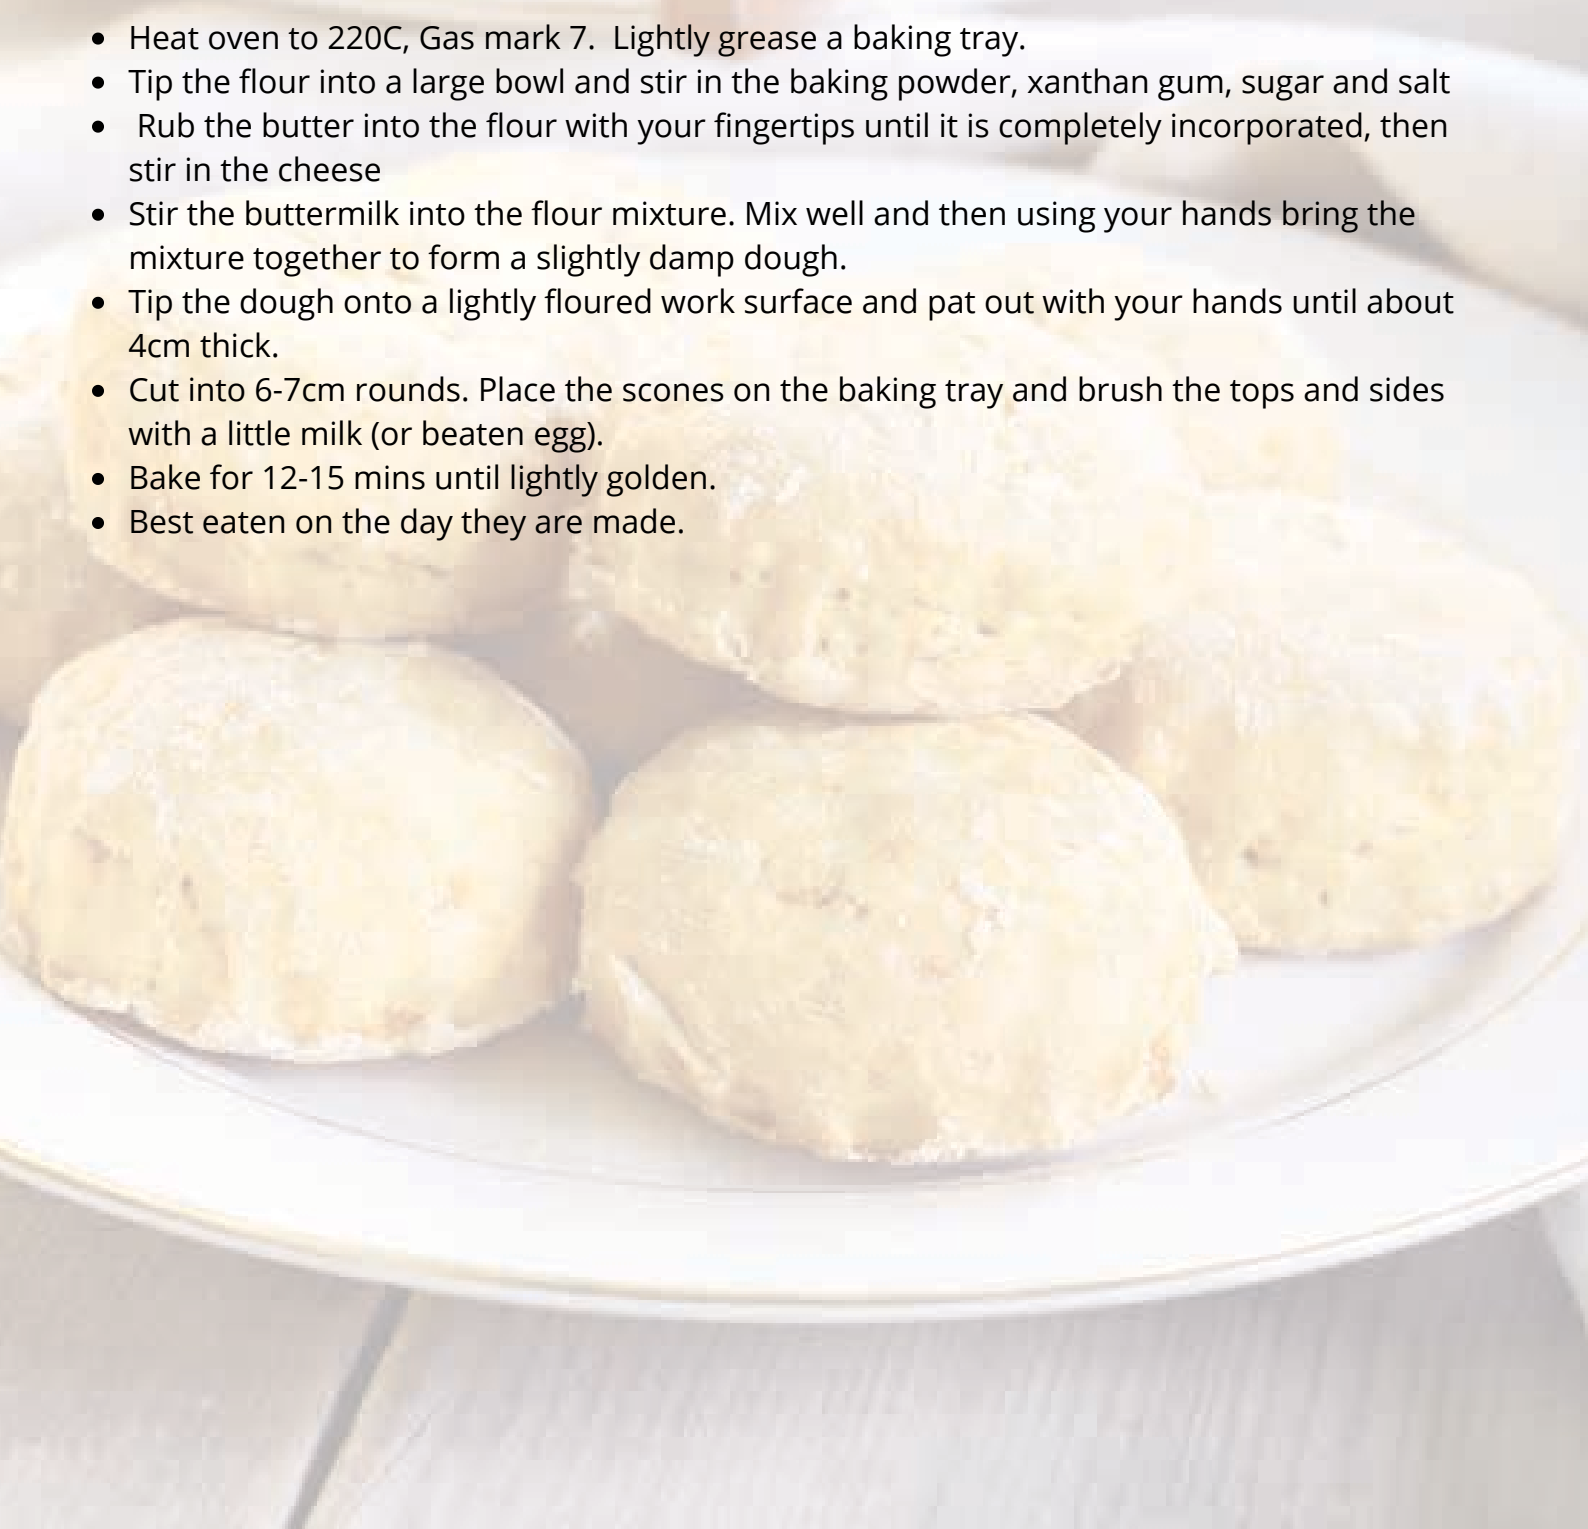 • Heat oven to 220C, Gas mark 7.  Lightly grease a baking tray.
• Tip the flour into a large bowl and stir in the baking powder, xanthan gum, sugar and salt
•  Rub the butter into the flour with your fingertips until it is completely incorporated, then
stir in the cheese
• Stir the buttermilk into the flour mixture. Mix well and then using your hands bring the
mixture together to form a slightly damp dough.
• Tip the dough onto a lightly floured work surface and pat out with your hands until about
4cm thick.
• Cut into 6-7cm rounds. Place the scones on the baking tray and brush the tops and sides
with a little milk (or beaten egg).
• Bake for 12-15 mins until lightly golden.
• Best eaten on the day they are made.